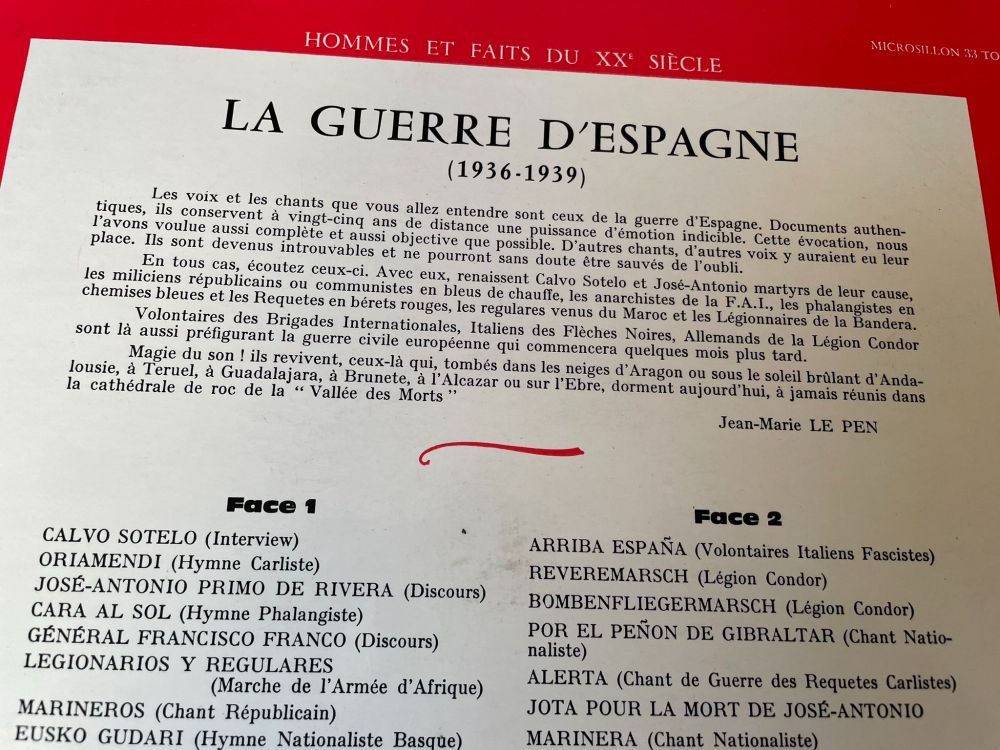 HOMMES ET FAITS DU XXᵉ SIÈCLE
MICROSILLON 33 TO
LA GUERRE D'ESPAGNE
(1936-1939)
Les voix et les chants que vous allez entendre sont ceux de la guerre d'Espagne. Documents authen-
tiques, ils conservent à vingt-cinq ans de distance une puissance d'émotion indicible. Cette évocation, nous
l'avons voulue aussi complète et aussi objective que possible. D'autres chants, d'autres voix y auraient eu leur
place. Ils sont devenus introuvables et ne pourront sans doute être sauvés de l'oubli.
En tous cas, écoutez ceux-ci. Avec eux, renaissent Calvo Sotelo et José-Antonio martyrs de leur cause,
les miliciens républicains ou communistes en bleus de chauffe, les anarchistes de la F.A.I., les phalangistes en
chemises bleues et les Requetes en bérets rouges, les regulares venus du Maroc et les Légionnaires de la Bandera.
Volontaires des Brigades Internationales, Italiens des Flèches Noires, Allemands de la Légion Condor
sont là aussi préfigurant la guerre civile européenne qui commencera quelques mois plus tard.
Magie du son ! ils revivent, ceux-là qui, tombés dans les neiges d'Aragon ou sous le soleil brûlant d'Anda-
lousie, à Teruel, à Guadalajara, à Brunete, à l'Alcazar ou sur l'Ebre, dorment aujourd'hui, à jamais réunis dans
la cathédrale de roc de la " Vallée des Morts "
Jean-Marie LE PEN
Face 1
CALVO SOTELO (Interview)
ORIAMENDI (Hymne Carliste)
JOSÉ-ANTONIO PRIMO DE RIVERA (Discours)
CARA AL SOL (Hymne Phalangiste)
GÉNÉRAL FRANCISCO FRANCO (Discours)
LEGIONARIOS Y REGULARES
(Marche de l'Armée d'Afrique)
MARINEROS (Chant Républicain)
EUSKO GUDARI (Hymne Nationaliste Basque)
Face 2
ARRIBA ESPAÑA (Volontaires Italiens Fascistes)
REVEREMARSCH (Légion Condor)
BOMBENFLIEGERMARSCH (Légion Condor)
POR EL PEÑON DE GIBRALTAR (Chant Natio-
naliste)
ALERTA (Chant de Guerre des Requetes Carlistes)
JOTA POUR LA MORT DE JOSÉ-ANTONIO
MARINERA (Chant Nationaliste)